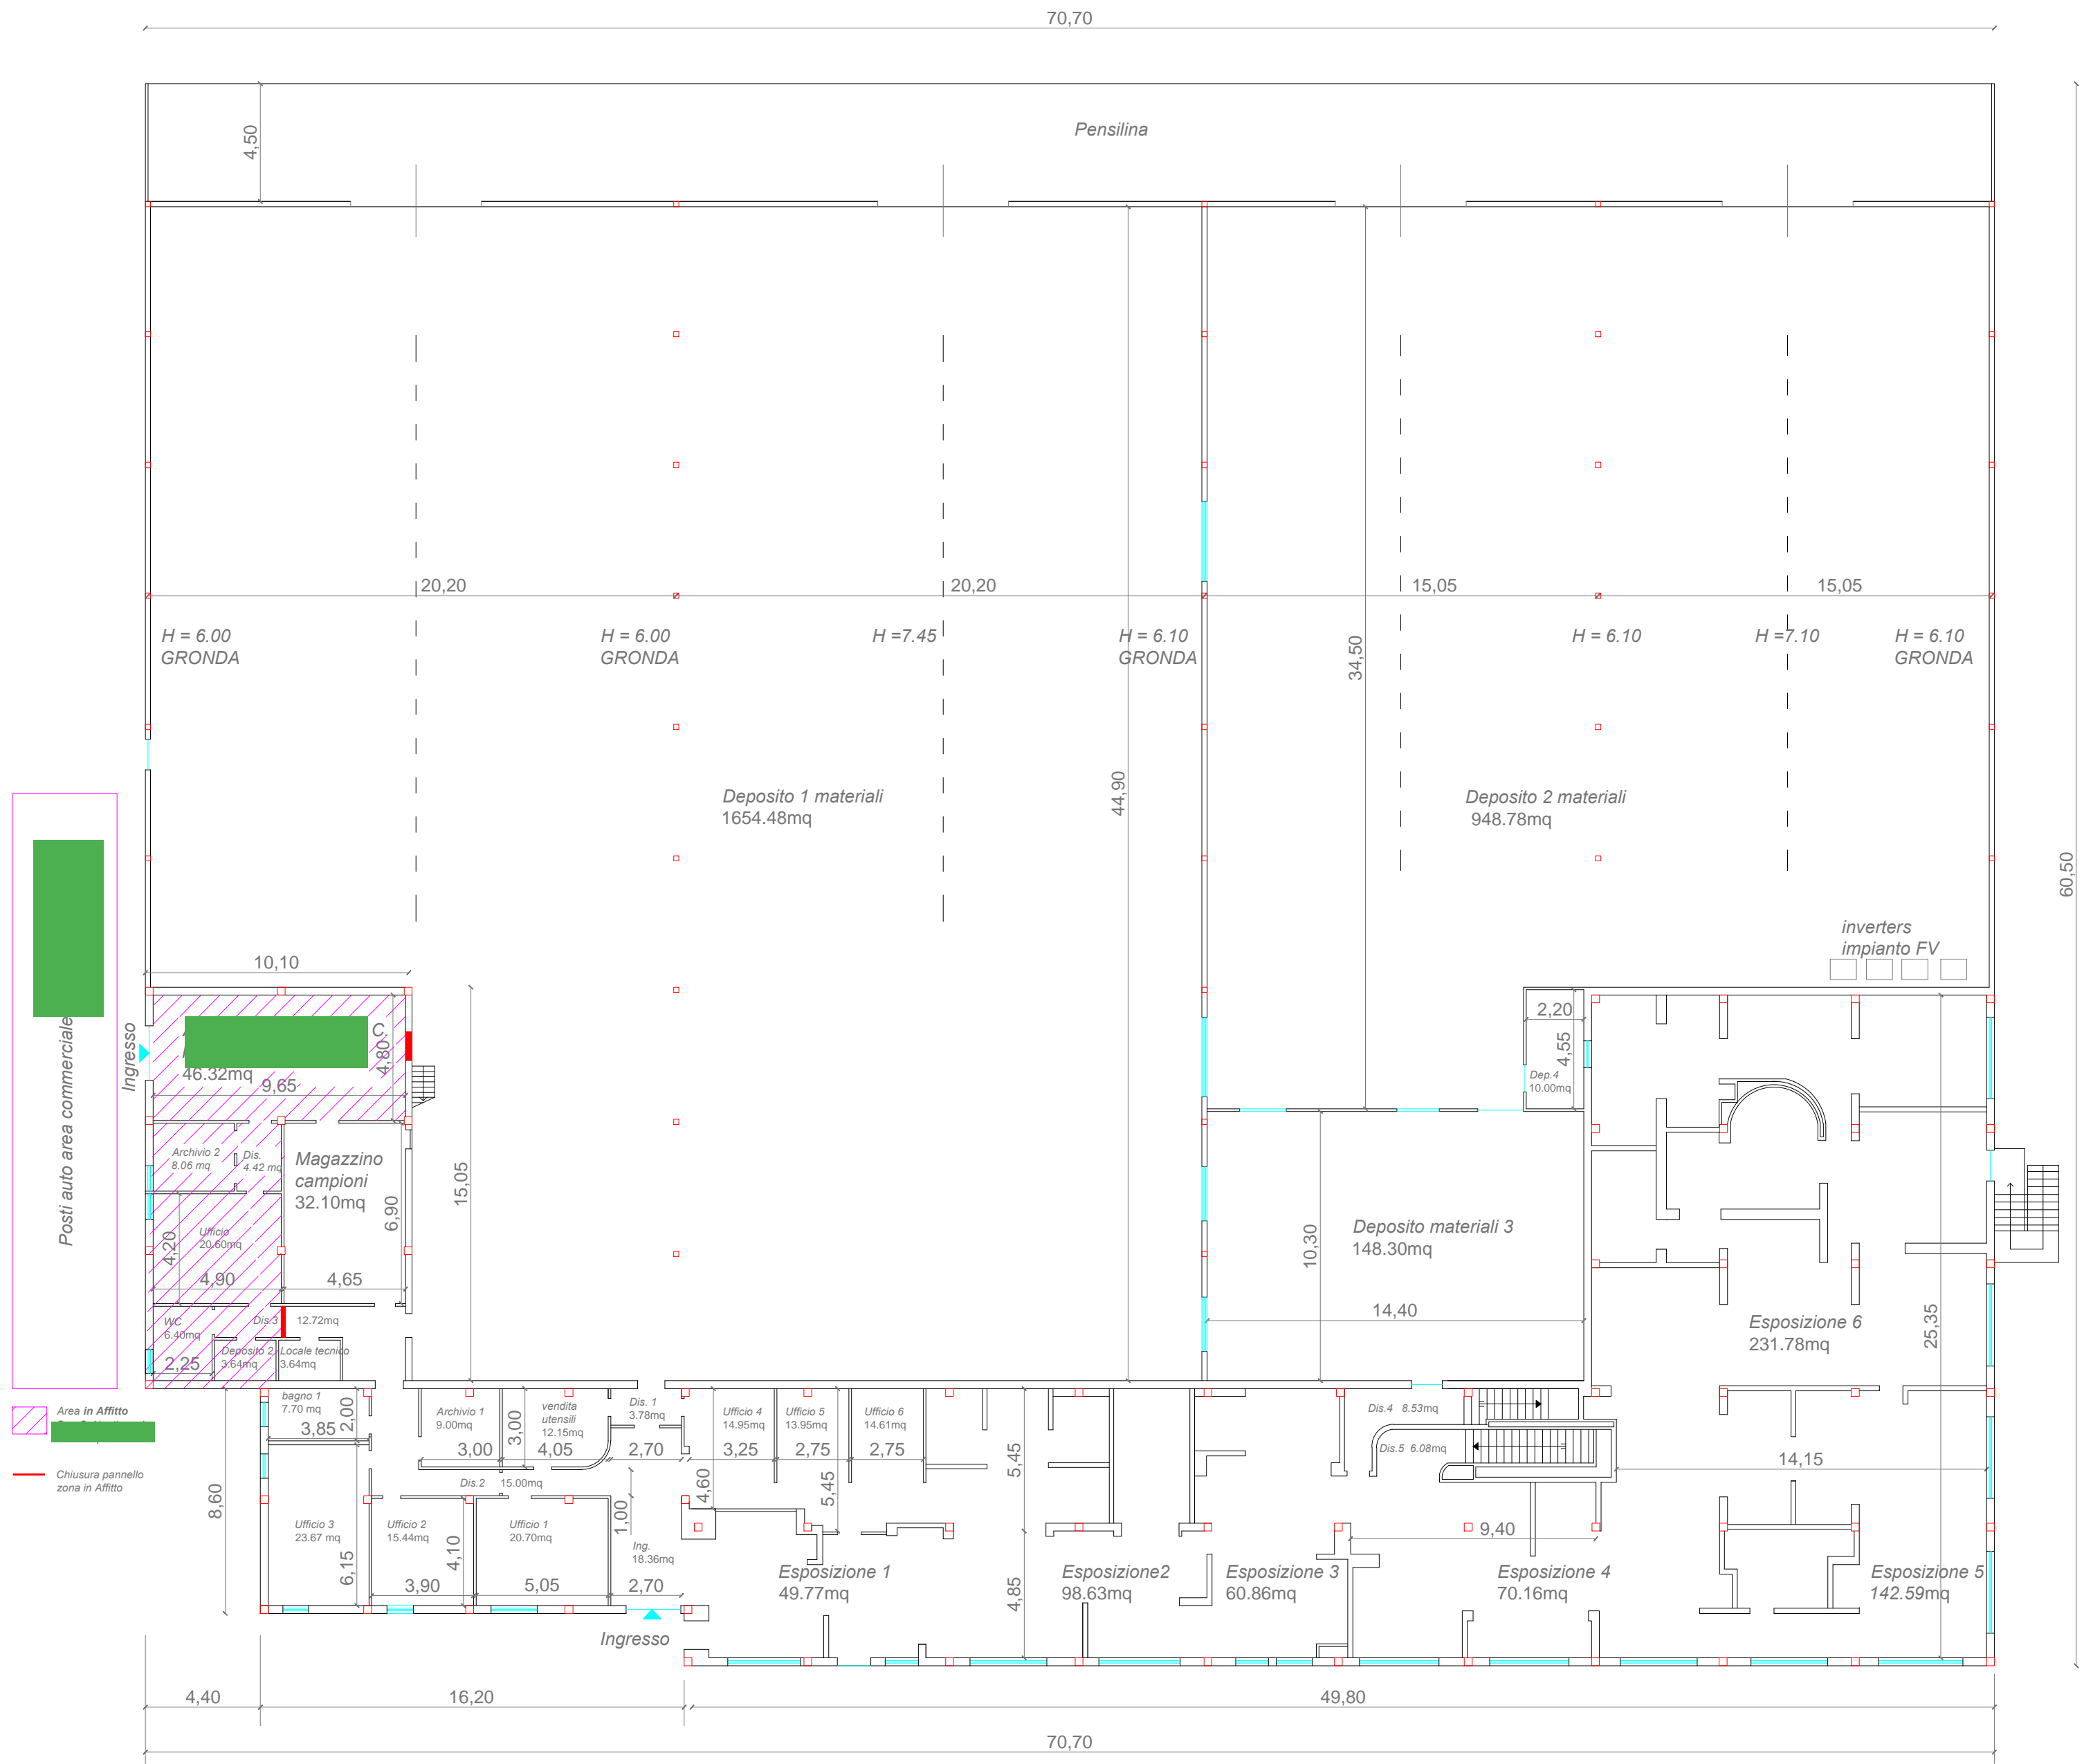 70,70
4,50
Pensilina
20,20
20,20
15,05
15,05
H = 6.00
GRONDA
H = 6.00
GRONDA
H =7.45
H = 6.10
GRONDA
H = 6.10
H =7.10
H = 6.10
GRONDA
34,50
44,90
Deposito 1 materiali
1654.48mq
Deposito 2 materiali
948.78mq
60,50
inverters
impianto FV
10,10
Posti auto area commerciale
Ingresso
C
46.32mq
4,80
9,65
2,20
4,55
Dep.4
10.00mq
Archivio 2
8.06 mq
Dis.
4.42 mq
Magazzino
campioni
32.10mq
6,90
15,05
Ufficio
20.60mq
4,20
4,90
4,65
Deposito materiali 3
148.30mq
10,30
14,40
WC
6.40mq
Dis.3
12.72mq
Deposito 2
3.64mq
Locale tecnico
3.64mq
2,25
Esposizione 6
231.78mq
25,35
bagno 1
7.70 mq
2,00
3,85
Archivio 1
9.00mq
3,00
3,00
vendita
utensili
12.15mq
4,05
Dis. 1
3.78mq
2,70
Ufficio 4
14.95mq
3,25
Ufficio 5
13.95mq
2,75
Ufficio 6
14.61mq
2,75
Dis.4 8.53mq
Dis.5 6.08mq
14,15
Area in Affitto
Chiusura pannello
zona in Affitto
8,60
Dis.2 15.00mq
4,60
5,45
5,45
1,00
Ufficio 3
23.67 mq
6,15
Ufficio 2
15.44mq
4,10
3,90
Ufficio 1
20.70mq
5,05
Ing.
18.36mq
2,70
9,40
Esposizione 1
49.77mq
4,85
Esposizione2
98.63mq
Esposizione 3
60.86mq
Esposizione 4
70.16mq
Esposizione 5
142.59mq
Ingresso
4,40
16,20
49,80
70,70